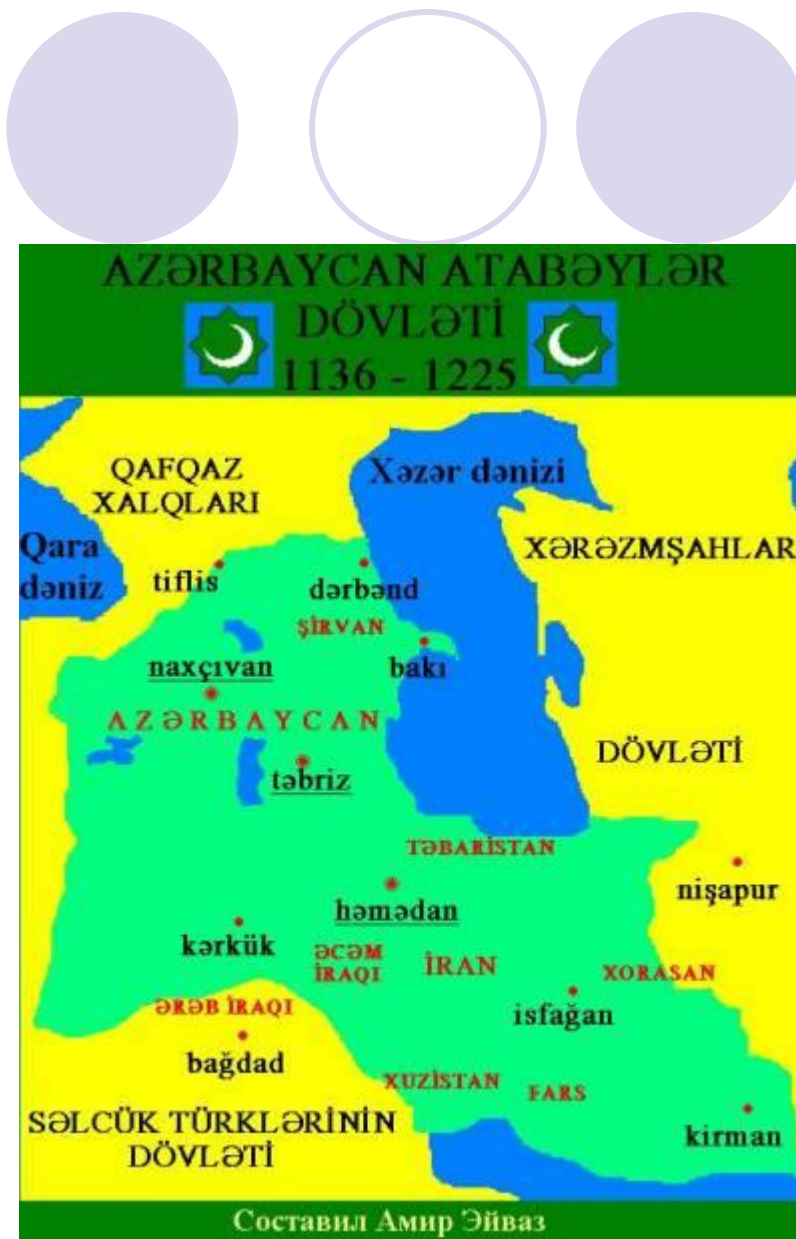 AZƏRBAYCAN ATABƏYLƏR
DÖVLƏTİ
1136 - 1225
QAFQAZ
XALQLARI
Xəzər dənizi
Qara
dəniz
XƏRƏZMŞAHLAR
tiflis
dərbənd
ŞİRVAN
naxçıvan
bakı
AZƏRBAYCAN
DÖVLƏTİ
təbriz
TƏBARİSTAN
nişapur
həmədan
kərkük
ƏCƏM
IRAQI
İRAN
XORASAN
ƏRƏB İRAQI
isfağan
bağdad
XUZİSTAN
FARS
SƏLCÜK TÜRKLƏRİNİN
DÖVLƏTİ
kirman
Составил Амир Эйваз